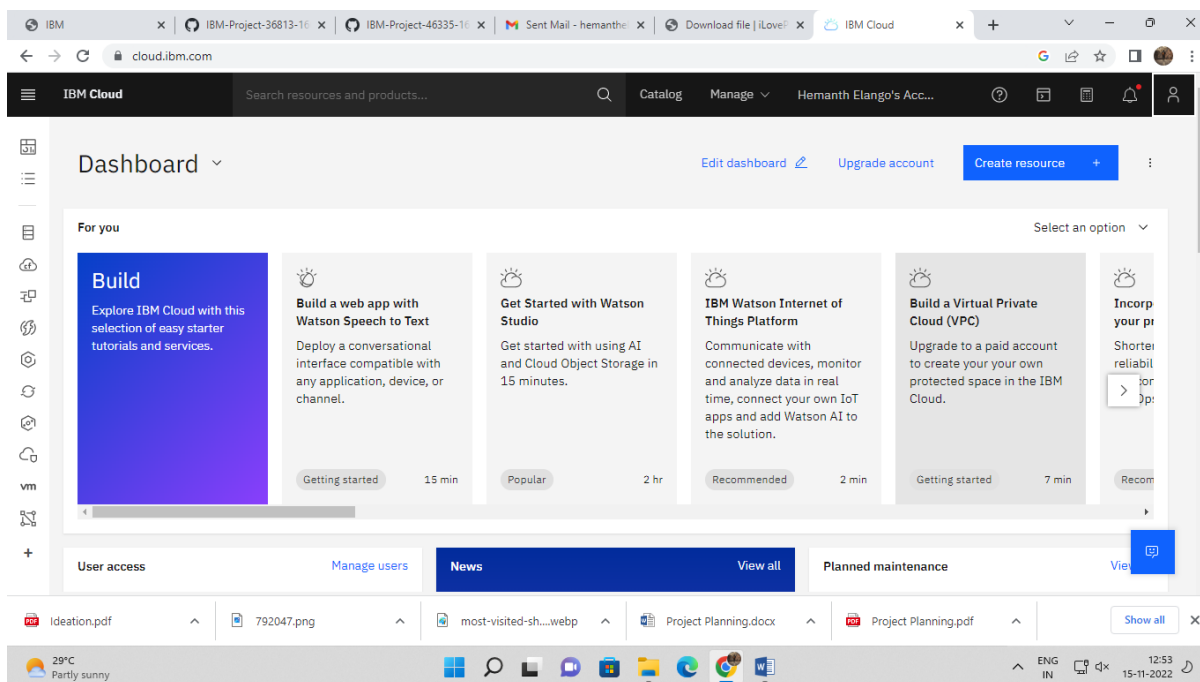 IBM
IBM-Project-36813-16
IBM-Project-46335-16
Sent Mail - hemanthe
Download file | iLoveP
IBM Cloud
cloud.ibm.com
IBM Cloud
Search resources and products...
Catalog
Manage
Hemanth Elango's Acc...
Dashboard
Edit dashboard
Upgrade account
Create resource +
For you
Select an option
Build
Explore IBM Cloud with this
selection of easy starter
tutorials and services.
Build a web app with
Watson Speech to Text
Deploy a conversational
interface compatible with
any application, device, or
channel.
Getting started
15 min
Get Started with Watson
Studio
Get started with using AI
and Cloud Object Storage in
15 minutes.
Popular
2 hr
IBM Watson Internet of
Things Platform
Communicate with
connected devices, monitor
and analyze data in real
time, connect your own IoT
apps and add Watson AI to
the solution.
Recommended
2 min
Build a Virtual Private
Cloud (VPC)
Upgrade to a paid account
to create your your own
protected space in the IBM
Cloud.
Getting started
7 min
Incorp
your pr
Shorter
reliabil
Recom
vm
User access
Manage users
News
View all
Planned maintenance
Vie
Ideation.pdf
792047.png
most-visited-sh....webp
Project Planning.docx
Project Planning.pdf
Show all
29°C
Partly sunny
ENG
IN
12:53
15-11-2022